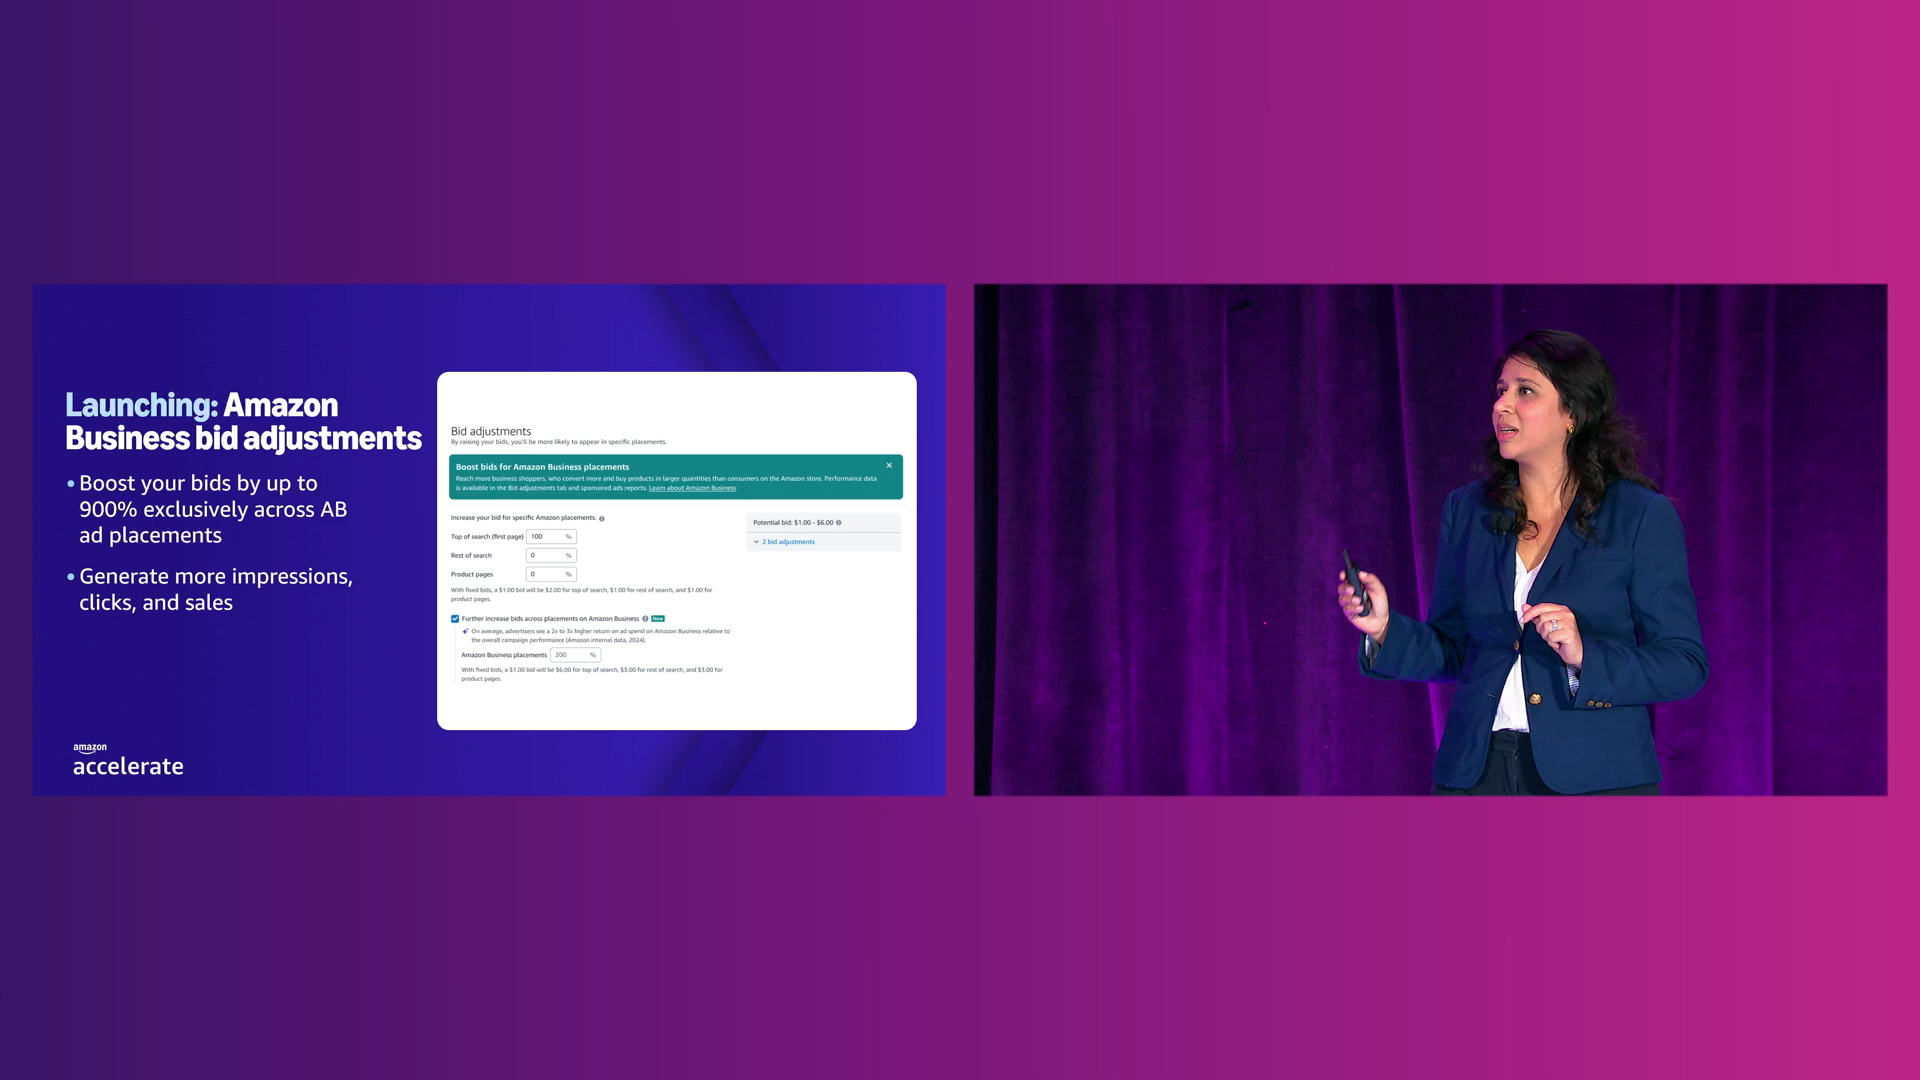 Launching: Amazon
Business bid adjustments
• Boost your bids by up to
900% exclusively across AB
ad placements
• Generate more impressions,
clicks, and sales
amazon
accelerate
Bid adjustments
By raising your bids, you'll be more likely to appear in specific placements.
Boost bids for Amazon Business placements
Reach more business shoppers, who convert more and buy products in larger quantities than consumers on the Amazon store. Performance data
is available in the Bid adjustments tab and sponsored ads reports. Learn about Amazon Business
Increase your bid for specific Amazon placements.
Top of search (first page) 100 %
Rest of search 0 %
Product pages 0 %
With fixed bids, a $1.00 bid will be $2.00 for top of search, $1.00 for rest of search, and $1.00 for
product pages.
Potential bid: $1.00 - $6.00
2 bid adjustments
Further increase bids across placements on Amazon Business New
On average, advertisers see a 2x to 3x higher return on ad spend on Amazon Business relative to
the overall campaign performance (Amazon internal data, 2024).
Amazon Business placements 200 %
With fixed bids, a $1.00 bid will be $6.00 for top of search, $3.00 for rest of search, and $3.00 for
product pages.